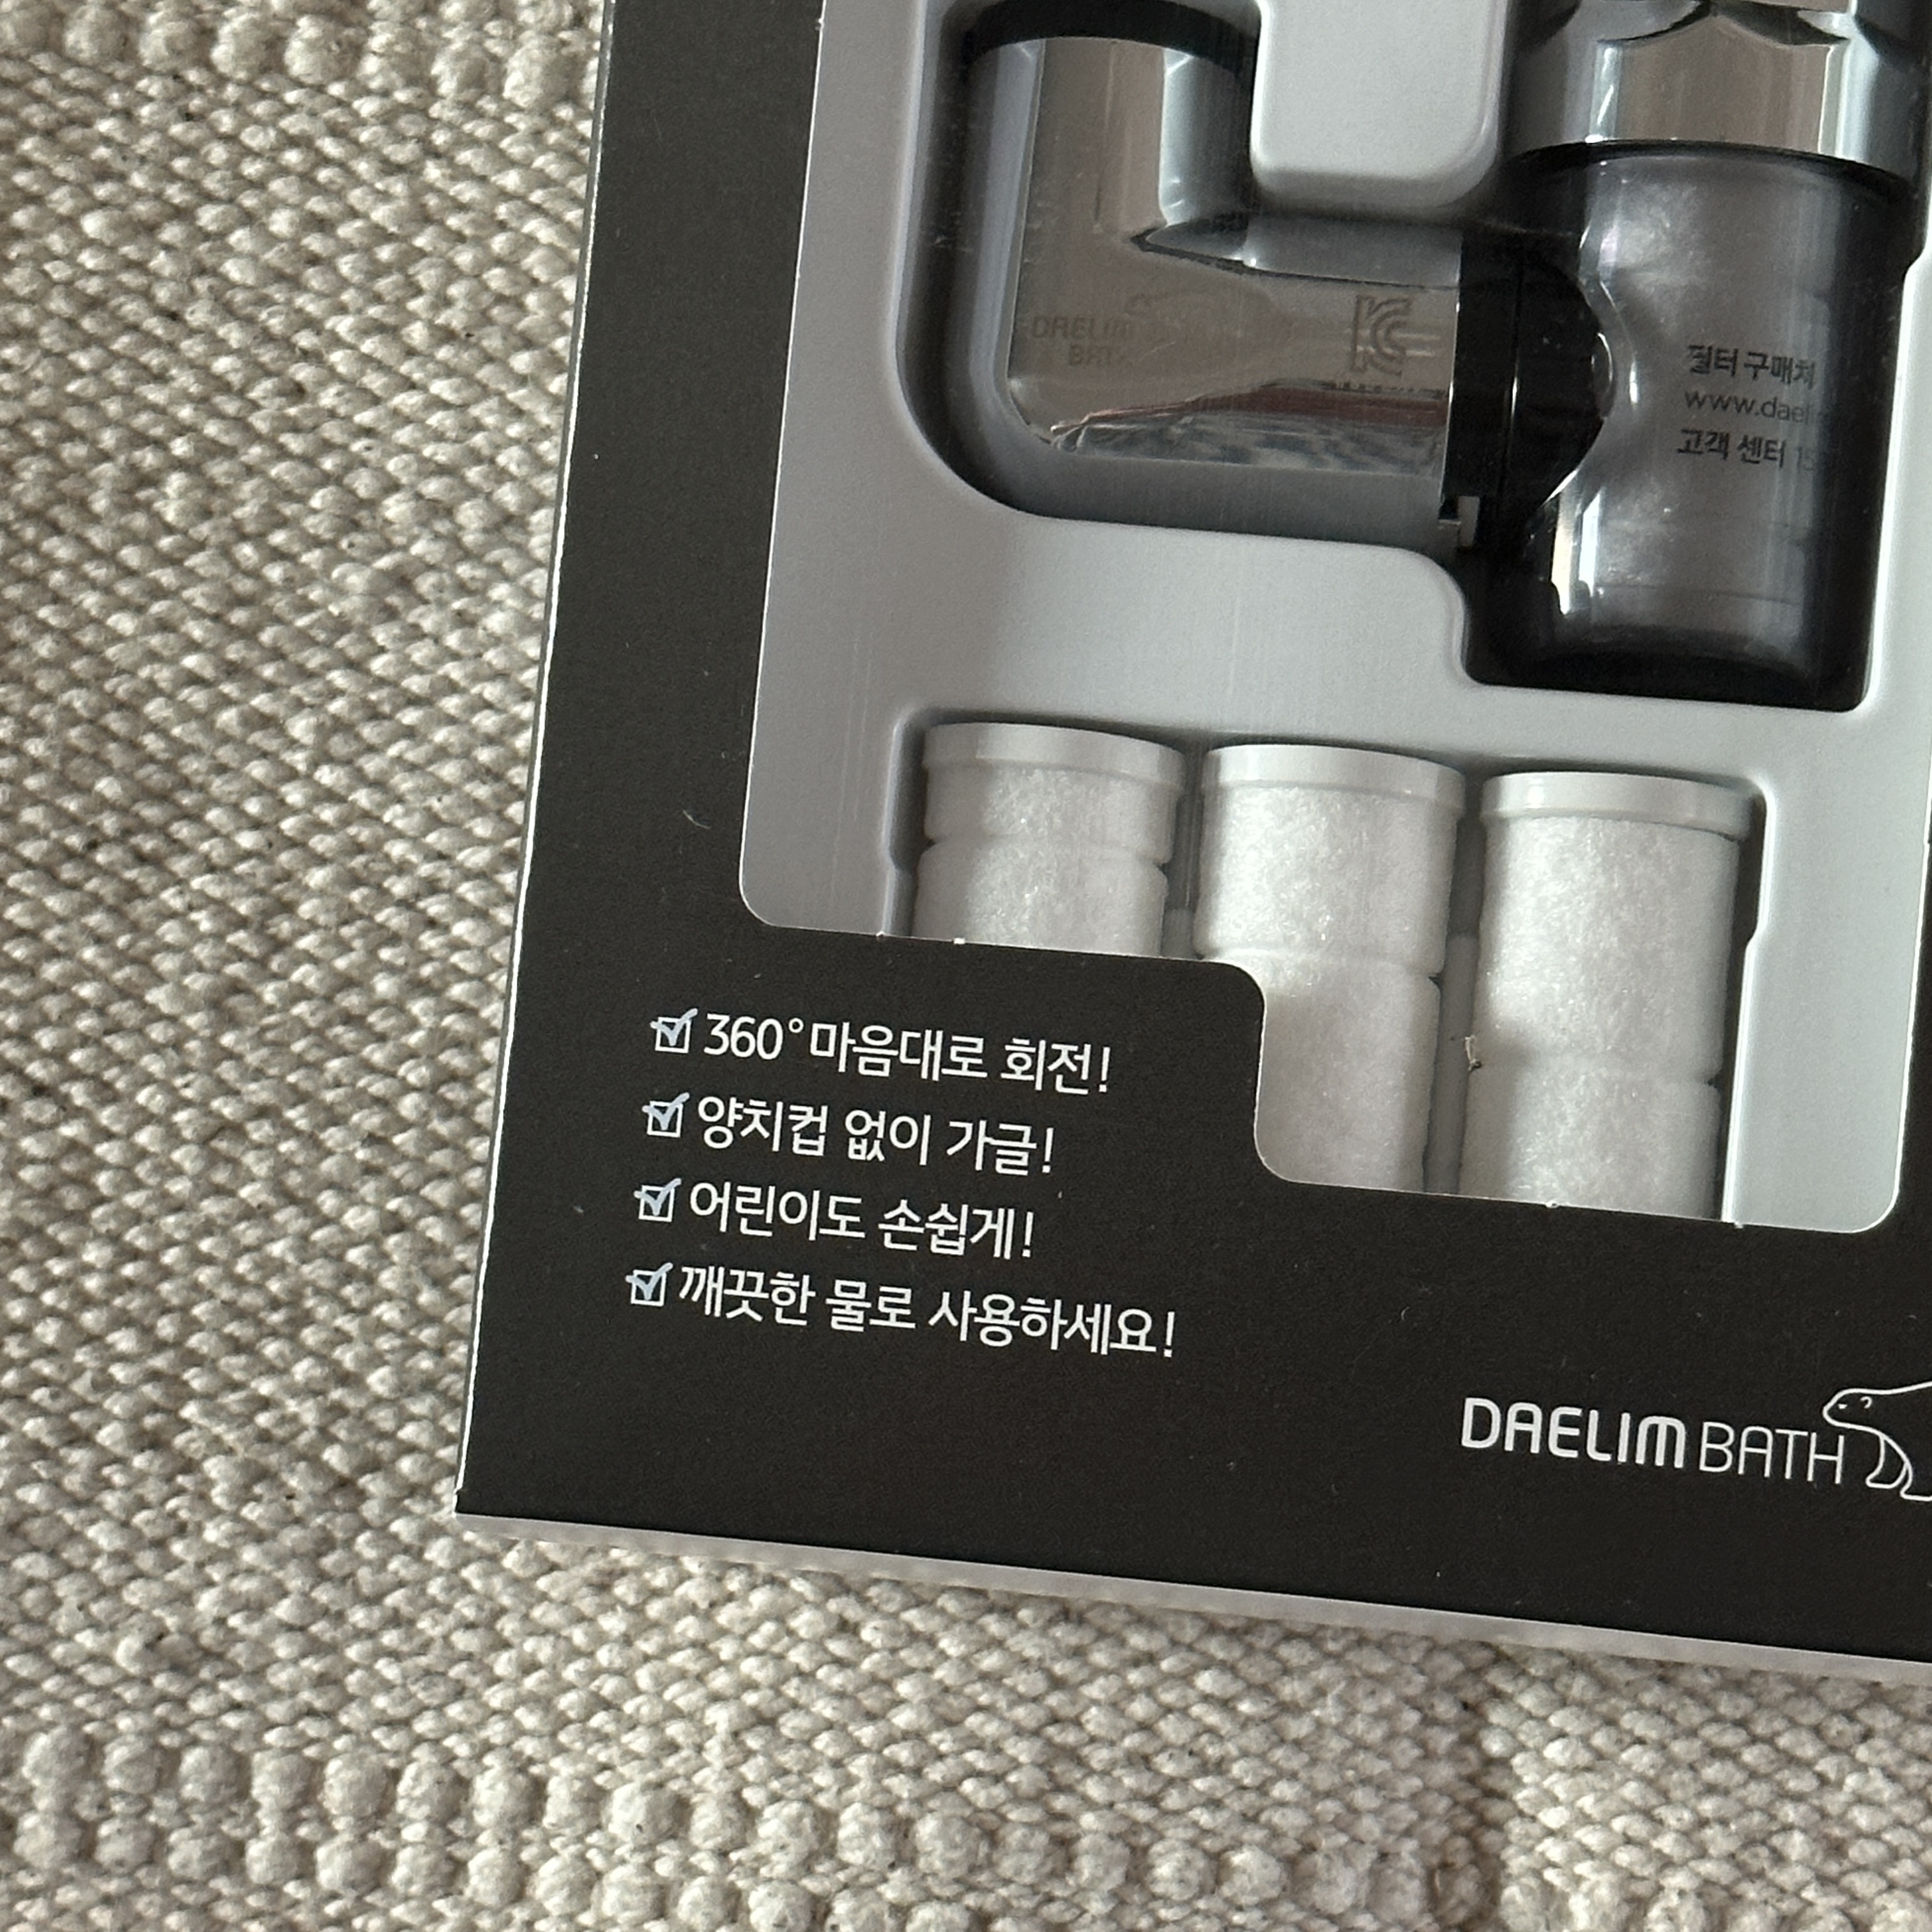 DAELIM
BATH
KC
필터 구매처
www.dael
고객 센터 15
360°마음대로 회전!
양치컵 없이 가글!
어린이도 손쉽게!
깨끗한 물로 사용하세요!
DAELIM BATH